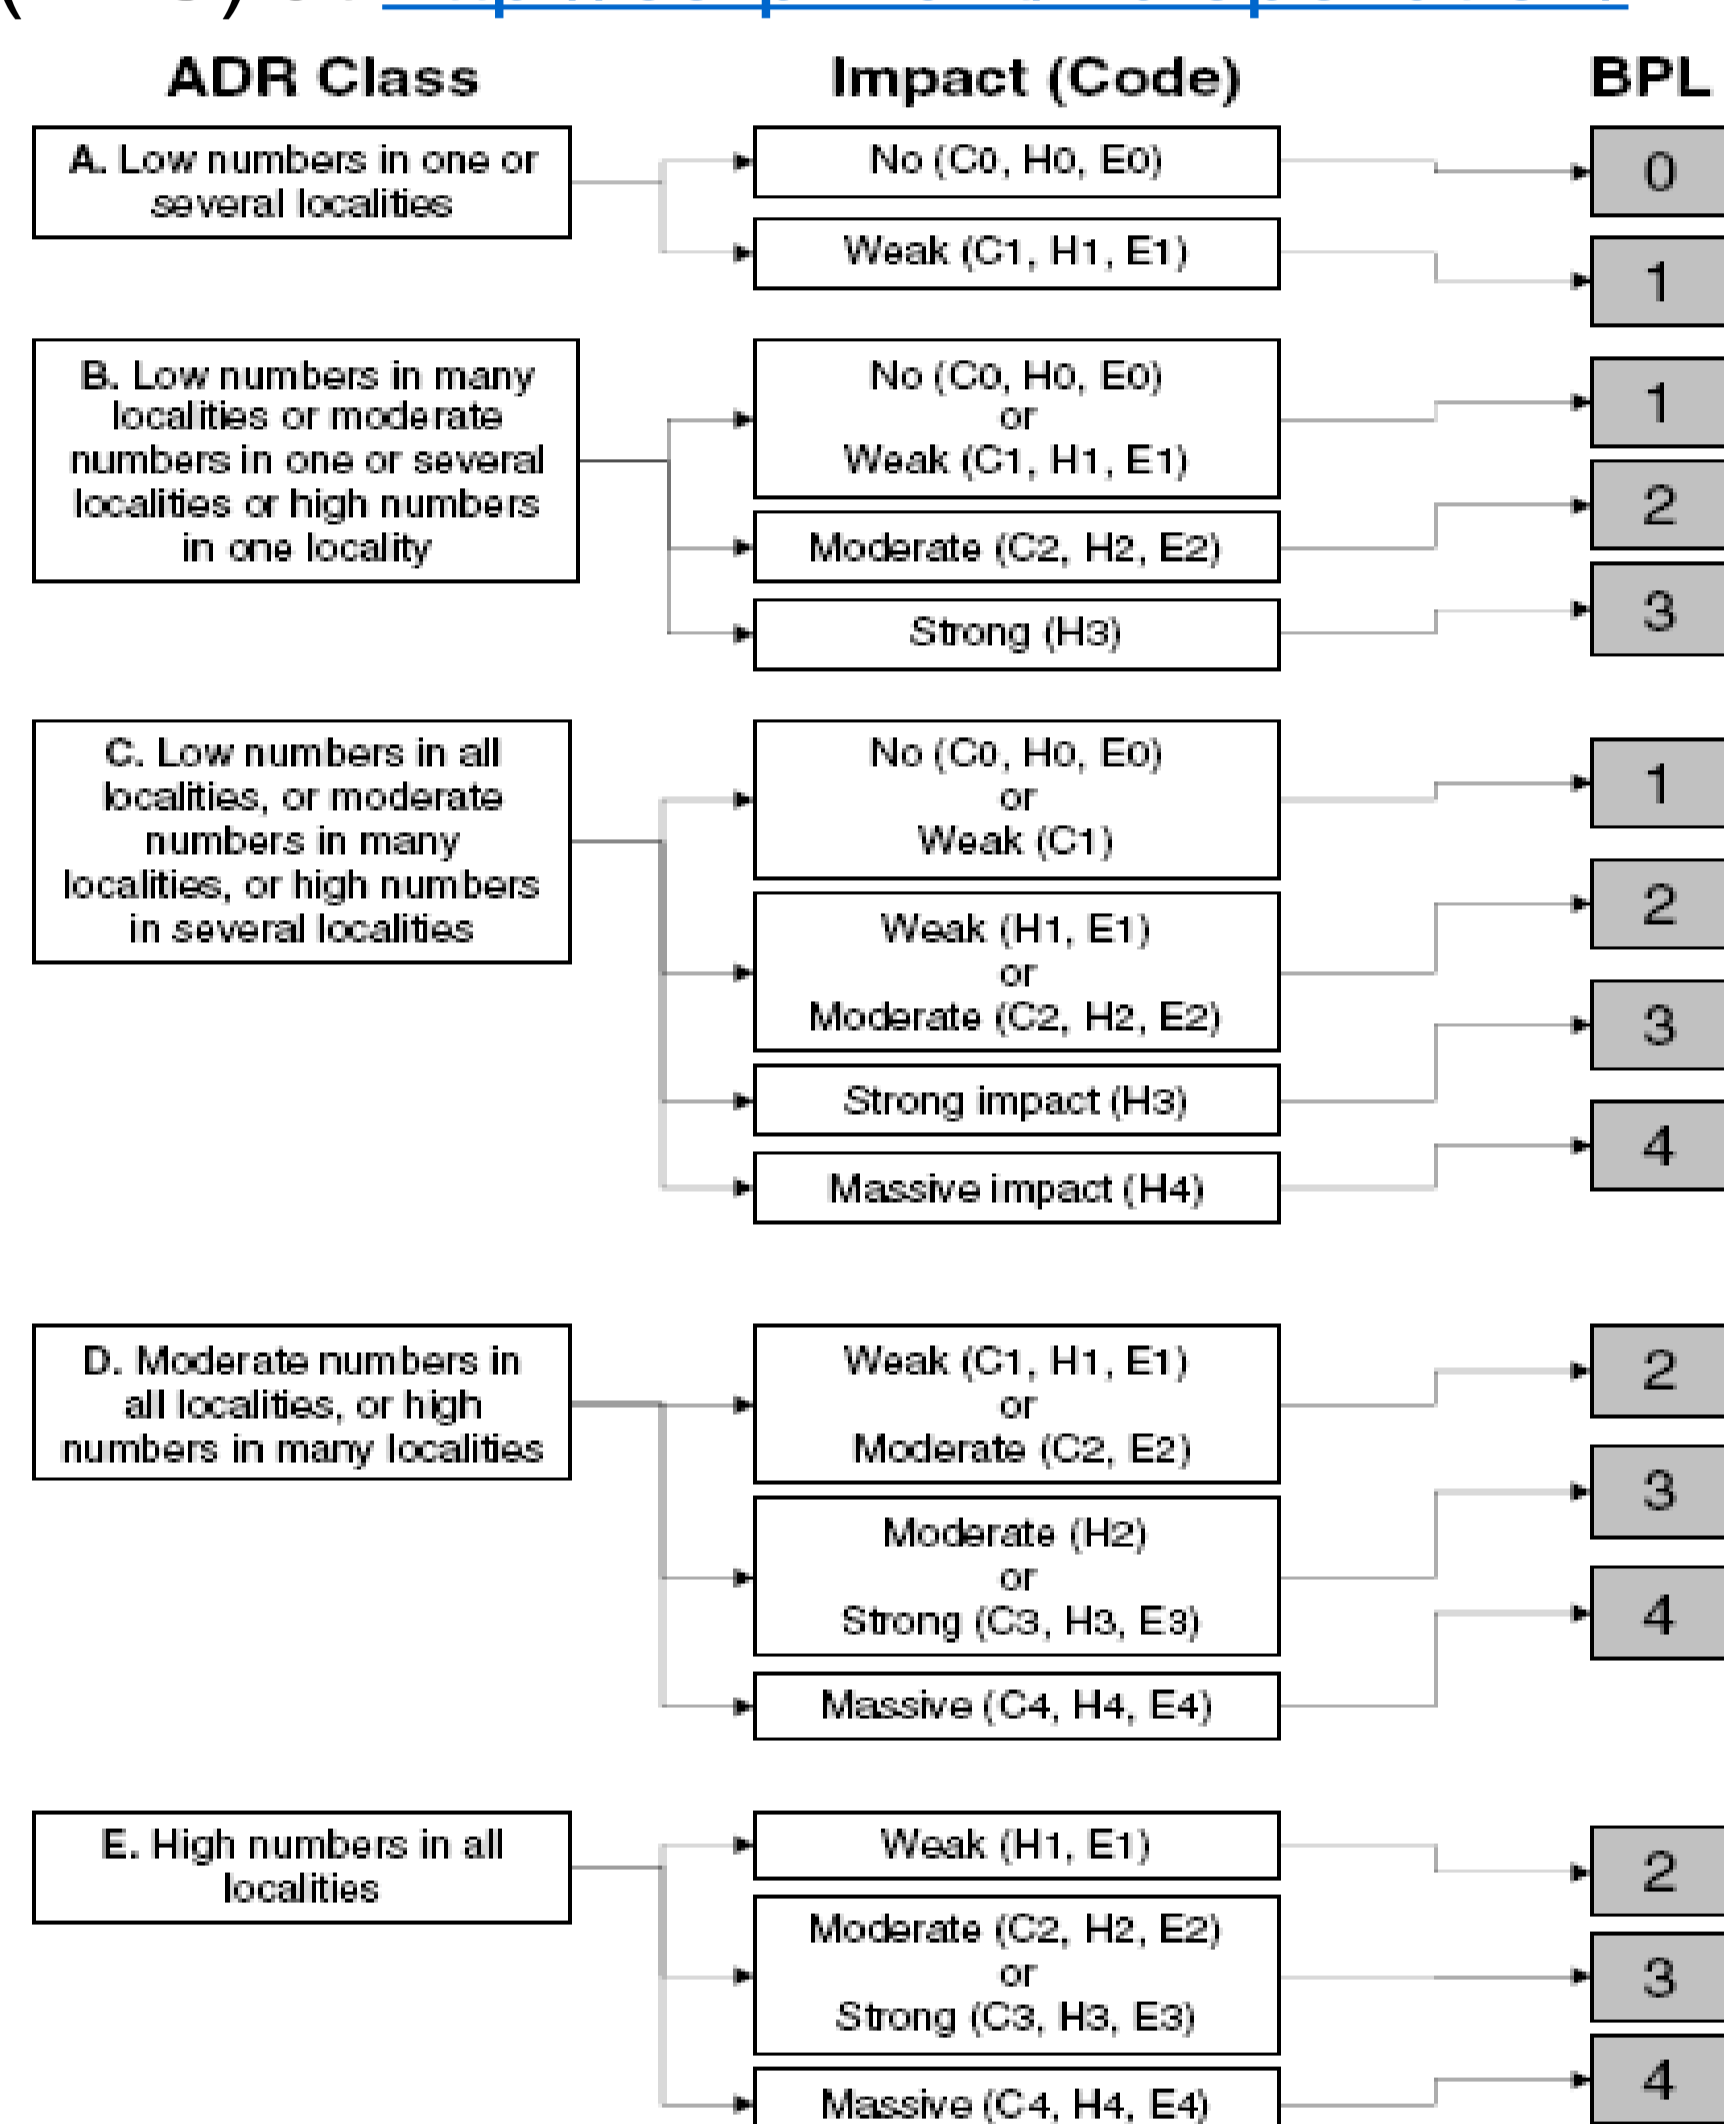 ADR Class
Impact (Code)
BPL
A. Low numbers in one or
several localities
No (C0, H0, E0)
0
Weak (C1, H1, E1)
1
B. Low numbers in many
localities or moderate
numbers in one or several
localities or high numbers
in one locality
No (C0, H0, E0)
or
Weak (C1, H1, E1)
1
Moderate (C2, H2, E2)
2
Strong (H3)
3
C. Low numbers in all
localities, or moderate
numbers in many
localities, or high numbers
in several localities
No (C0, H0, E0)
or
Weak (C1)
1
Weak (H1, E1)
or
Moderate (C2, H2, E2)
2
Strong impact (H3)
3
Massive impact (H4)
4
D. Moderate numbers in
all localities, or high
numbers in many localities
Weak (C1, H1, E1)
or
Moderate (C2, E2)
2
Moderate (H2)
or
Strong (C3, H3, E3)
3
Massive (C4, H4, E4)
4
E. High numbers in all
localities
Weak (H1, E1)
2
Moderate (C2, H2, E2)
or
Strong (C3, H3, E3)
3
Massive (C4, H4, E4)
4